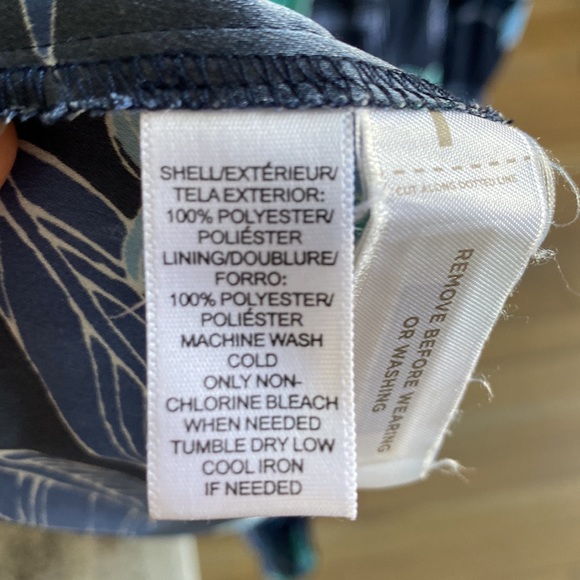 SHELL/EXTÉRIEUR/
TELA EXTERIOR:
100% POLYESTER/
POLIÉSTER
LINING/DOUBLURE/
FORRO:
100% POLYESTER/
POLIÉSTER
MACHINE WASH
COLD
ONLY NON-
CHLORINE BLEACH
WHEN NEEDED
TUMBLE DRY LOW
COOL IRON
IF NEEDED
CUT ALONG DOTTED LINE
REMOVE BEFORE WEARING
OR WASHING